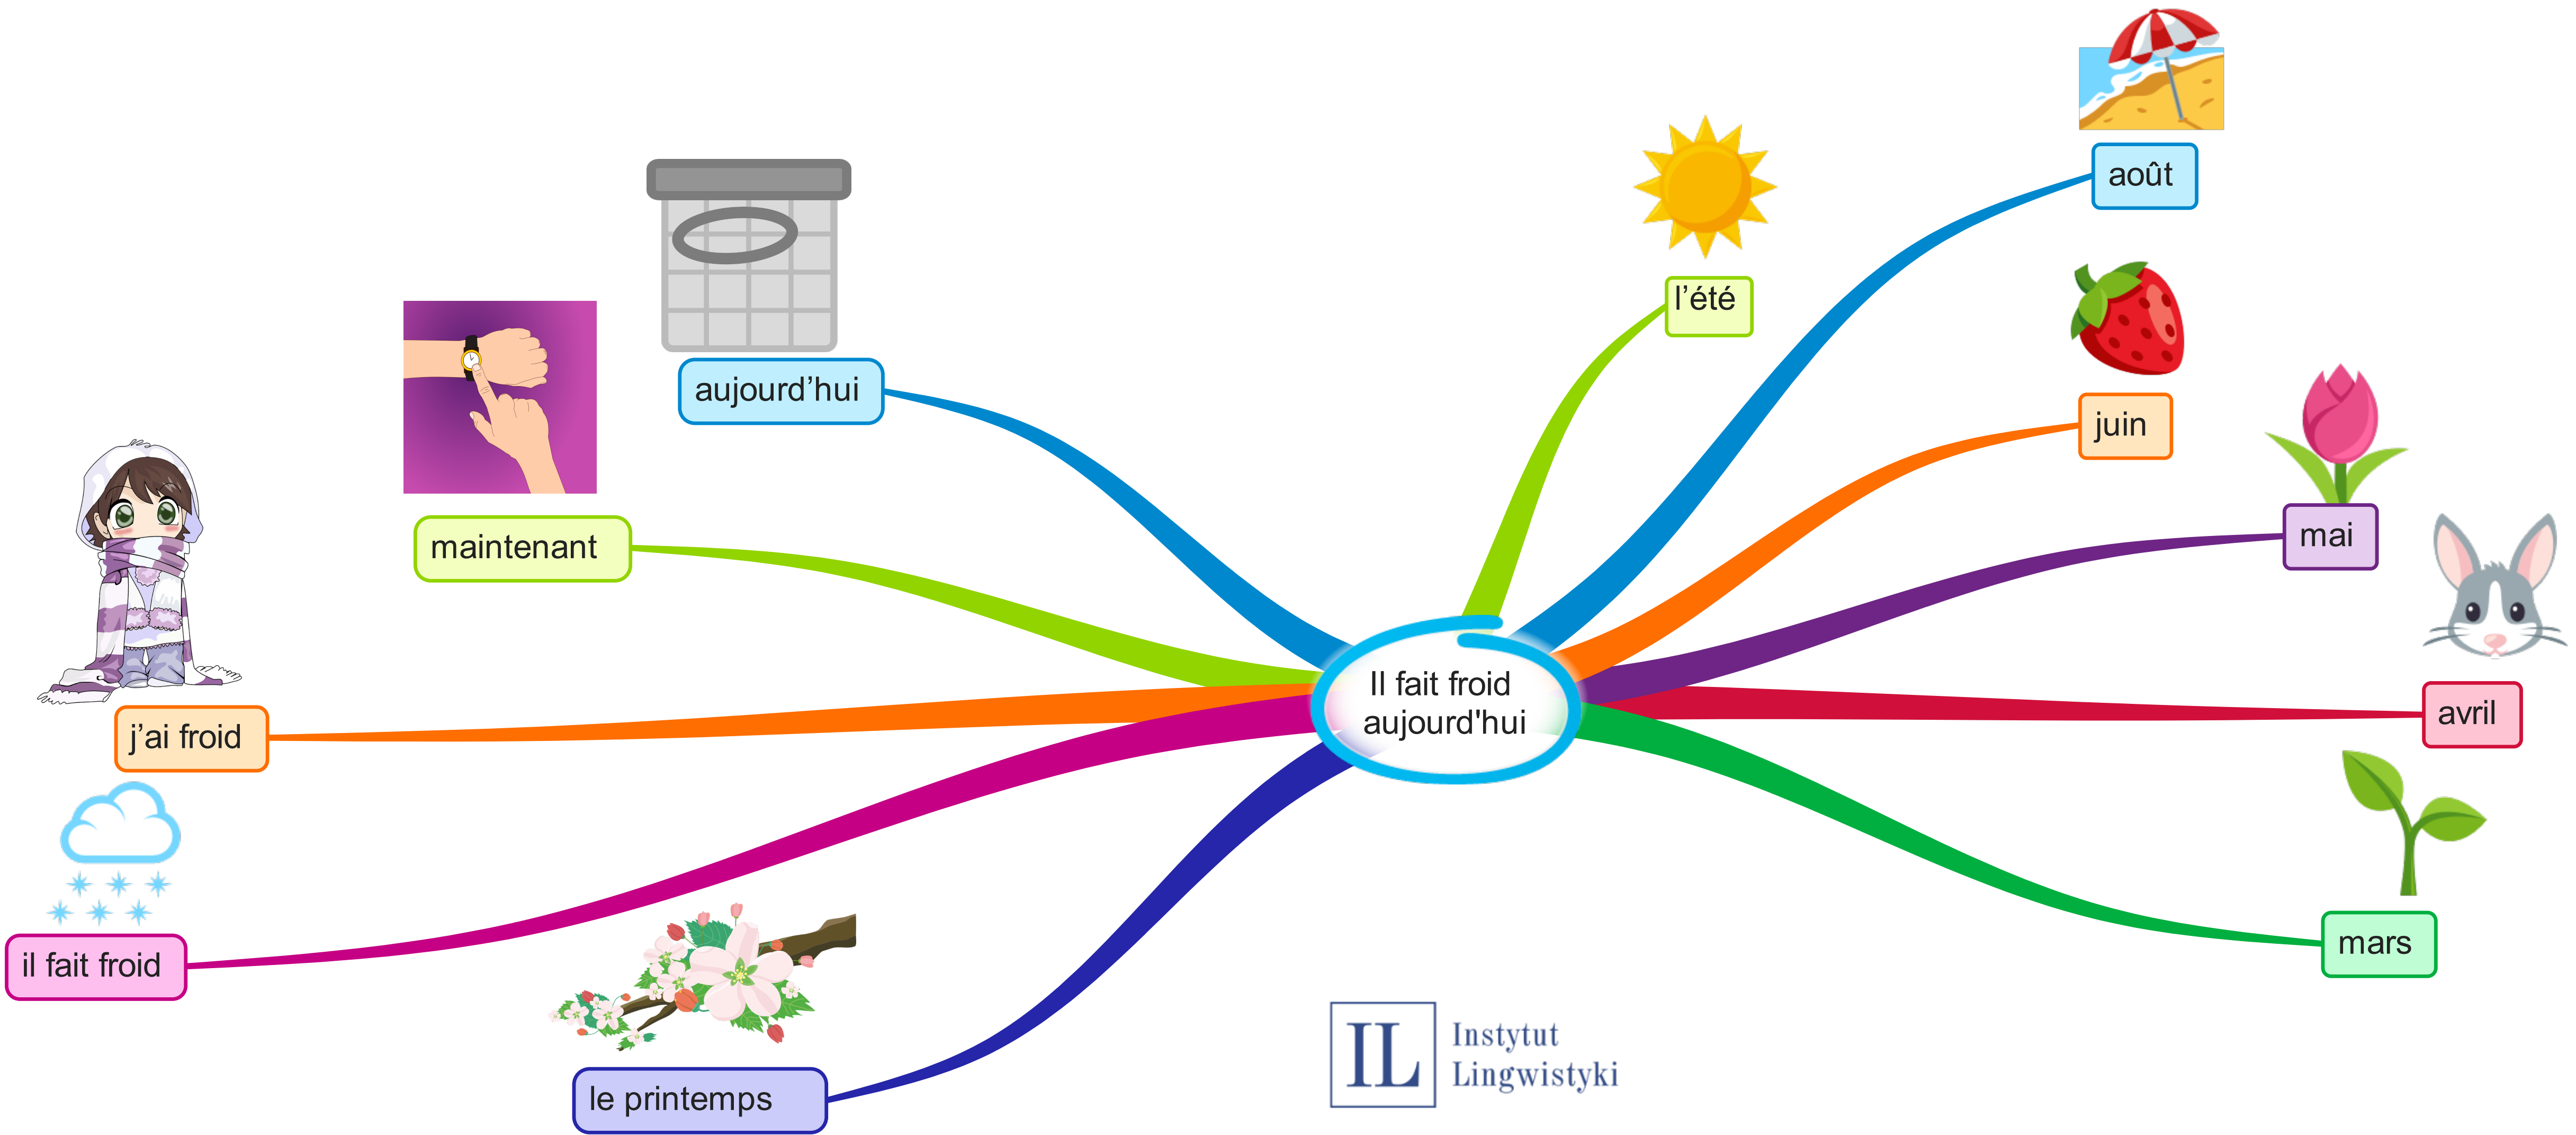 Il fait froid
aujourd'hui
l’été
août
juin
mai
avril
mars
le printemps
il fait froid
j’ai froid
maintenant
aujourd’hui
IL
Instytut
Lingwistyki